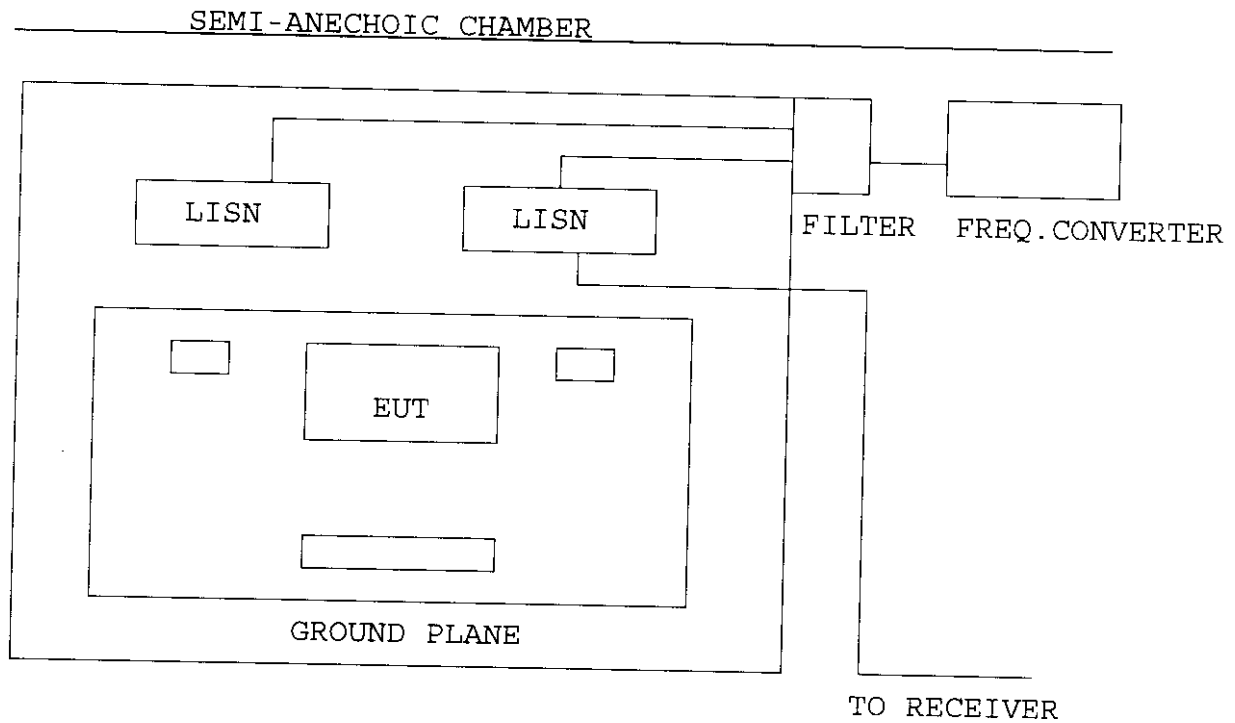 SEMI-ANECHOIC CHAMBER
LISN
LISN
FILTER
FREQ.CONVERTER
EUT
GROUND PLANE
TO RECEIVER